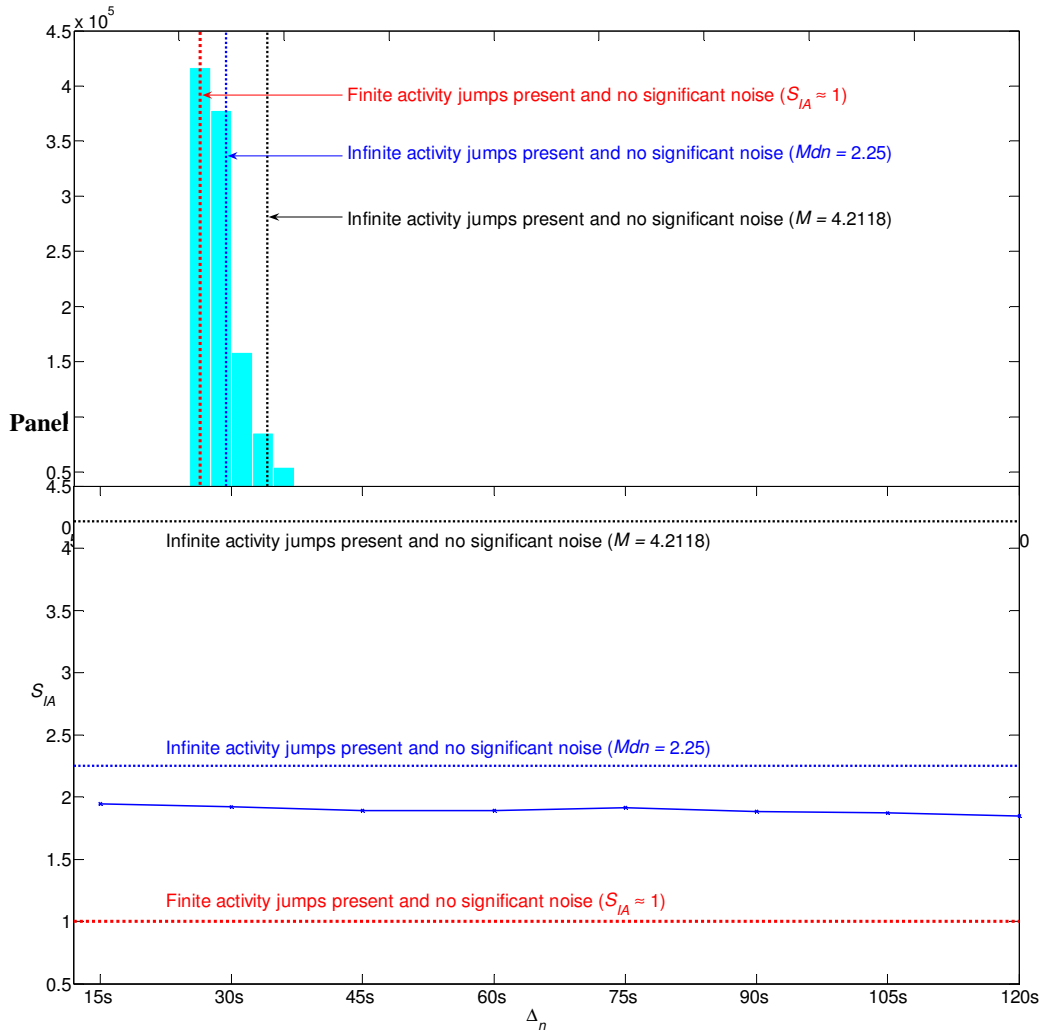 x 10⁵
4.5
4
3.5
3
2.5
2
1.5
1
0.5
0
Finite activity jumps present and no significant noise (S_IA ≈ 1)
Infinite activity jumps present and no significant noise (Mdn = 2.25)
Infinite activity jumps present and no significant noise (M = 4.2118)
Panel
4.5
4
3.5
3
2.5
2
1.5
1
0.5
S_IA
Infinite activity jumps present and no significant noise (M = 4.2118)
0
Infinite activity jumps present and no significant noise (Mdn = 2.25)
Finite activity jumps present and no significant noise (S_IA ≈ 1)
15s 30s 45s 60s 75s 90s 105s 120s
Δ_n